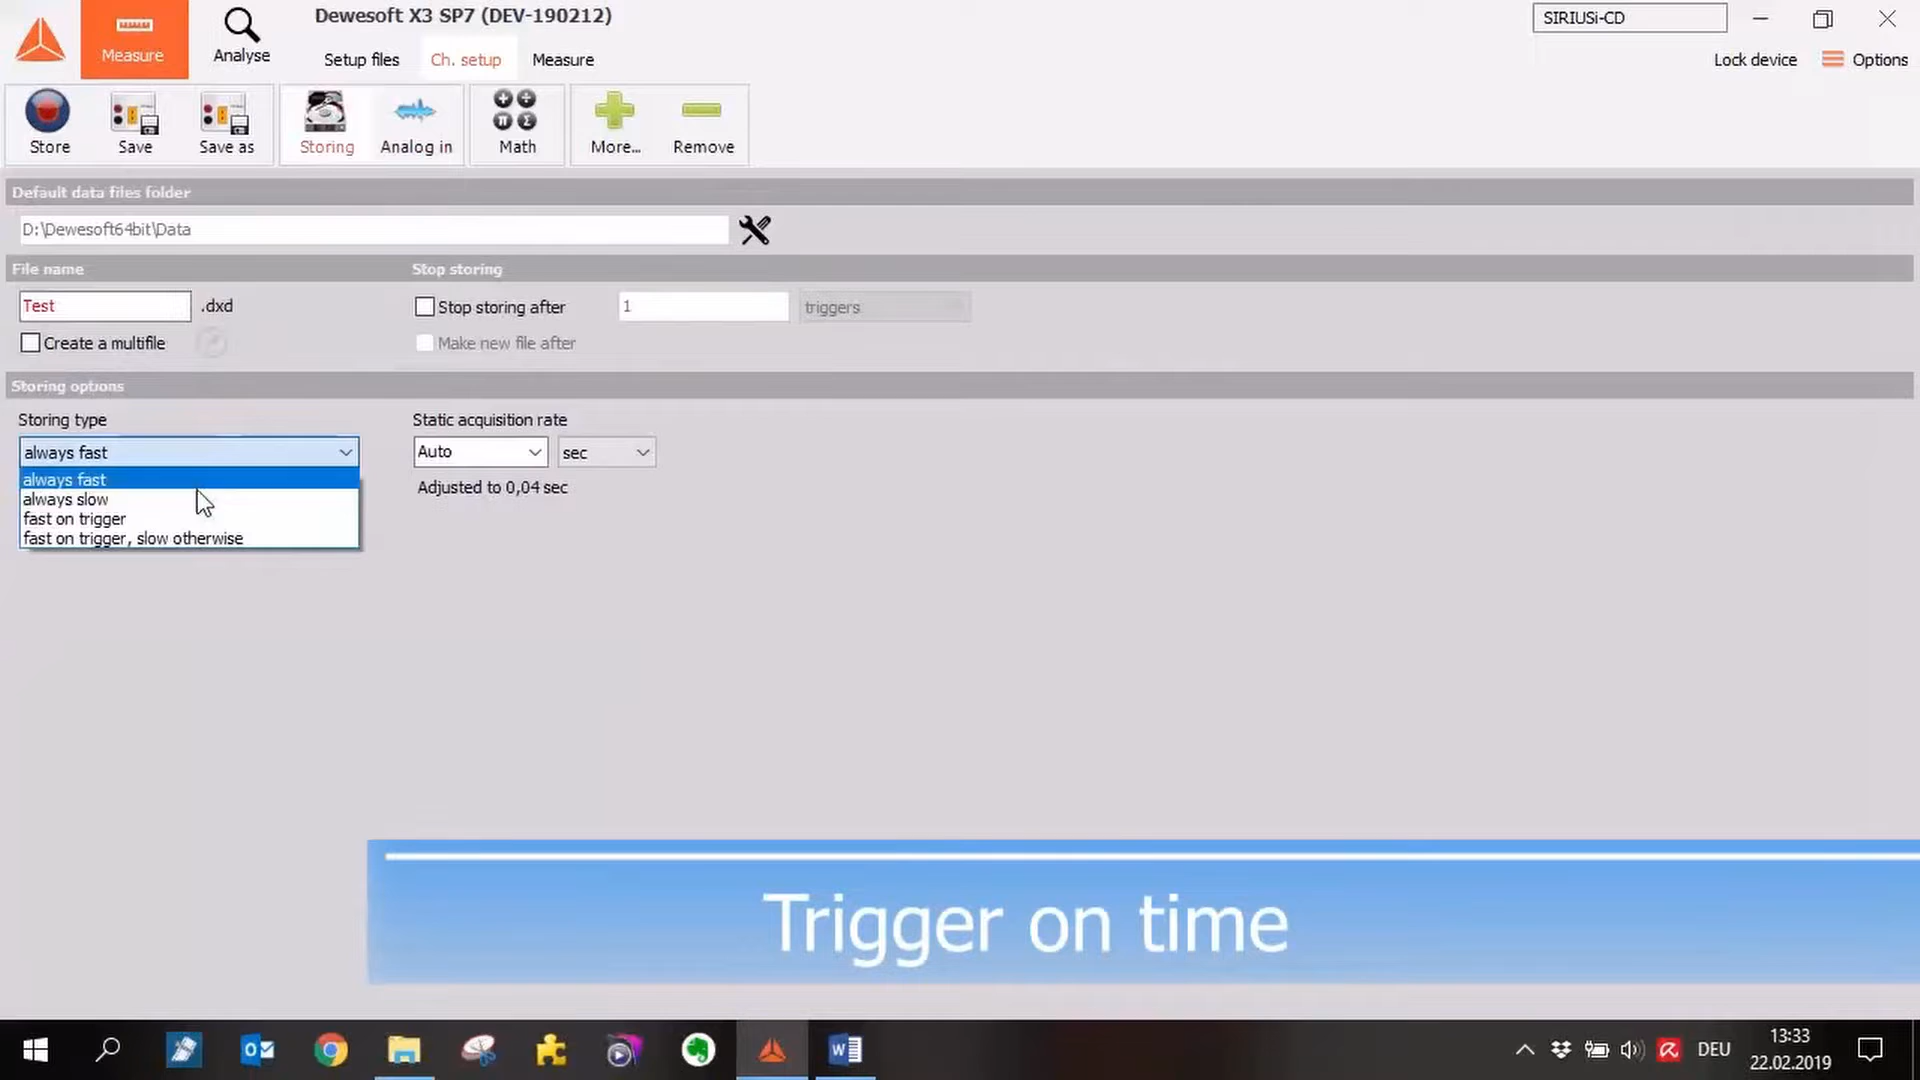 Dewesoft X3 SP7 (DEV-190212)
SIRIUSi-CD
Measure
Analyse
Setup files
Ch. setup
Measure
Lock device
Options
Store
Save
Save as
Storing
Analog in
Math
More...
Remove
Default data files folder
D:\Dewesoft64bit\Data
File name
Stop storing
Test
.dxd
Stop storing after
1
triggers
Create a multifile
Make new file after
Storing options
Storing type
Static acquisition rate
always fast
Auto
sec
always fast
Adjusted to 0,04 sec
always slow
fast on trigger
fast on trigger, slow otherwise
Trigger on time
DEU
13:33
22.02.2019